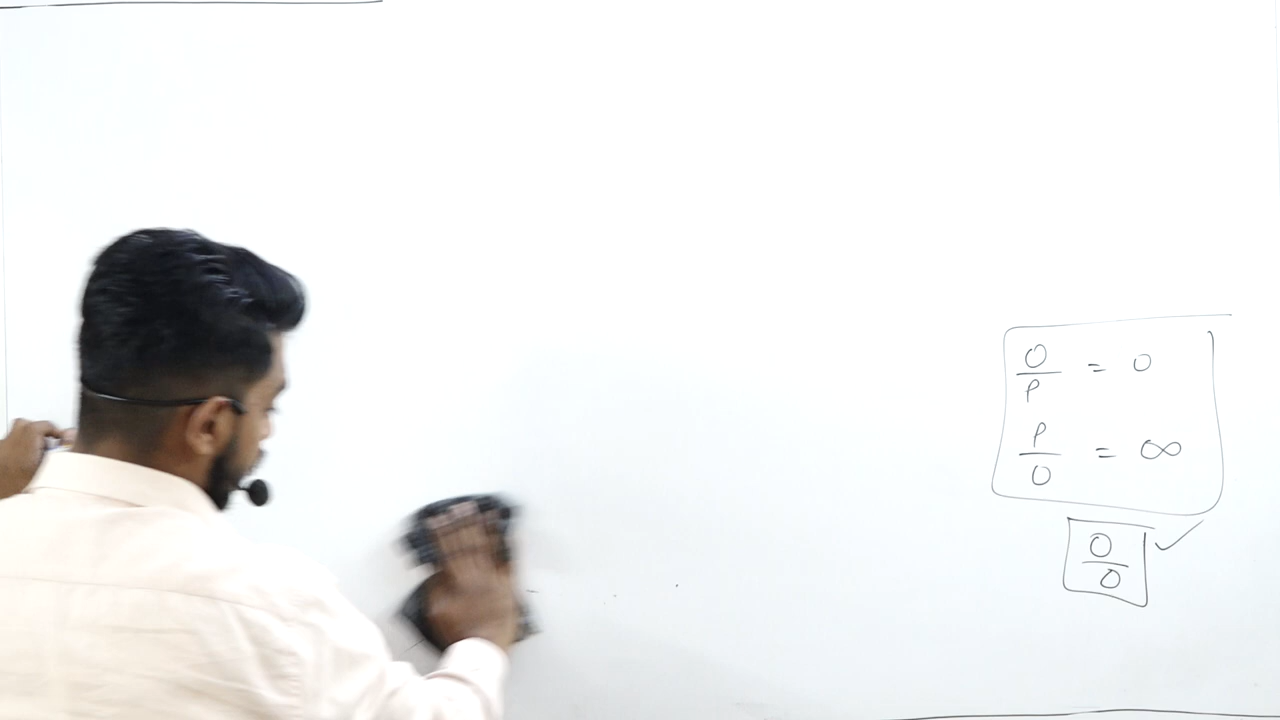 0/P = 0
P/0 = ∞
0/0 ✓